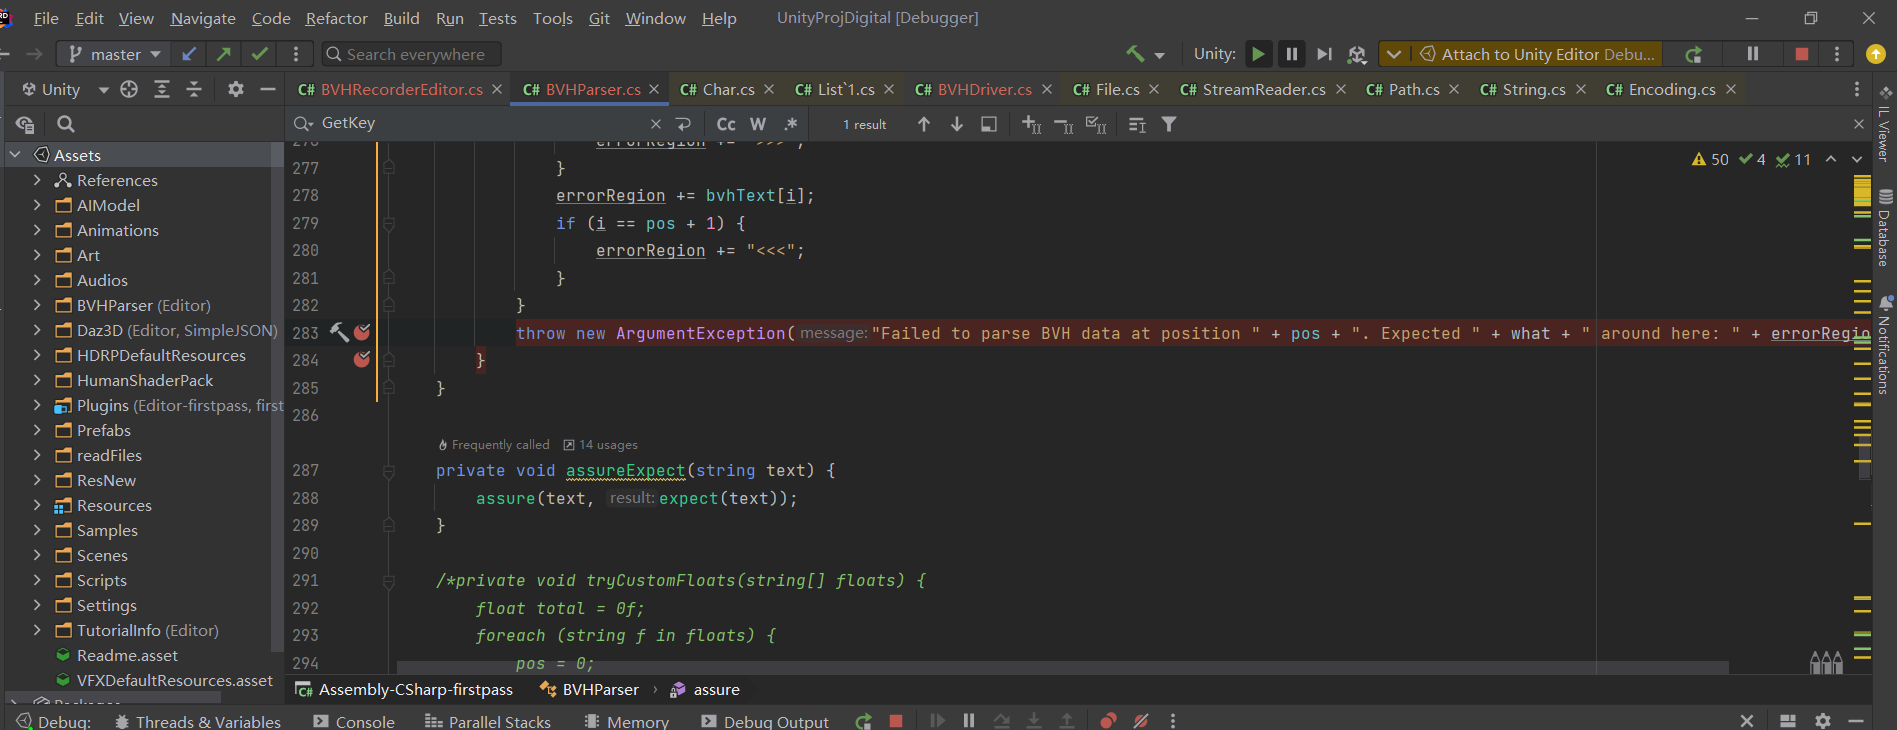 File Edit View Navigate Code Refactor Build Run Tests Tools Git Window Help UnityProjDigital [Debugger]
master Search everywhere Unity: Attach to Unity Editor Debu...
Unity
BVHRecorderEditor.cs BVHParser.cs Char.cs List`1.cs BVHDriver.cs File.cs StreamReader.cs Path.cs String.cs Encoding.cs
GetKey Cc W .* 1 result
Assets
References
AIModel
Animations
Art
Audios
BVHParser (Editor)
Daz3D (Editor, SimpleJSON)
HDRPDefaultResources
HumanShaderPack
Plugins (Editor-firstpass, first
Prefabs
readFiles
ResNew
Resources
Samples
Scenes
Scripts
Settings
TutorialInfo (Editor)
Readme.asset
VFXDefaultResources.asset
Packages
50 4 11
276 errorRegion += ">>>";
277 }
278 errorRegion += bvhText[i];
279 if (i == pos + 1) {
280 errorRegion += "<<<";
281 }
282 }
283 throw new ArgumentException( message: "Failed to parse BVH data at position " + pos + ". Expected " + what + " around here: " + errorRegio
284 }
285 }
286
Frequently called 14 usages
287 private void assureExpect(string text) {
288 assure(text, result: expect(text));
289 }
290
291 /*private void tryCustomFloats(string[] floats) {
292 float total = 0f;
293 foreach (string f in floats) {
294 pos = 0;
Assembly-CSharp-firstpass BVHParser › assure
Debug: Threads & Variables Console Parallel Stacks Memory Debug Output
IL Viewer
Database
Notifications